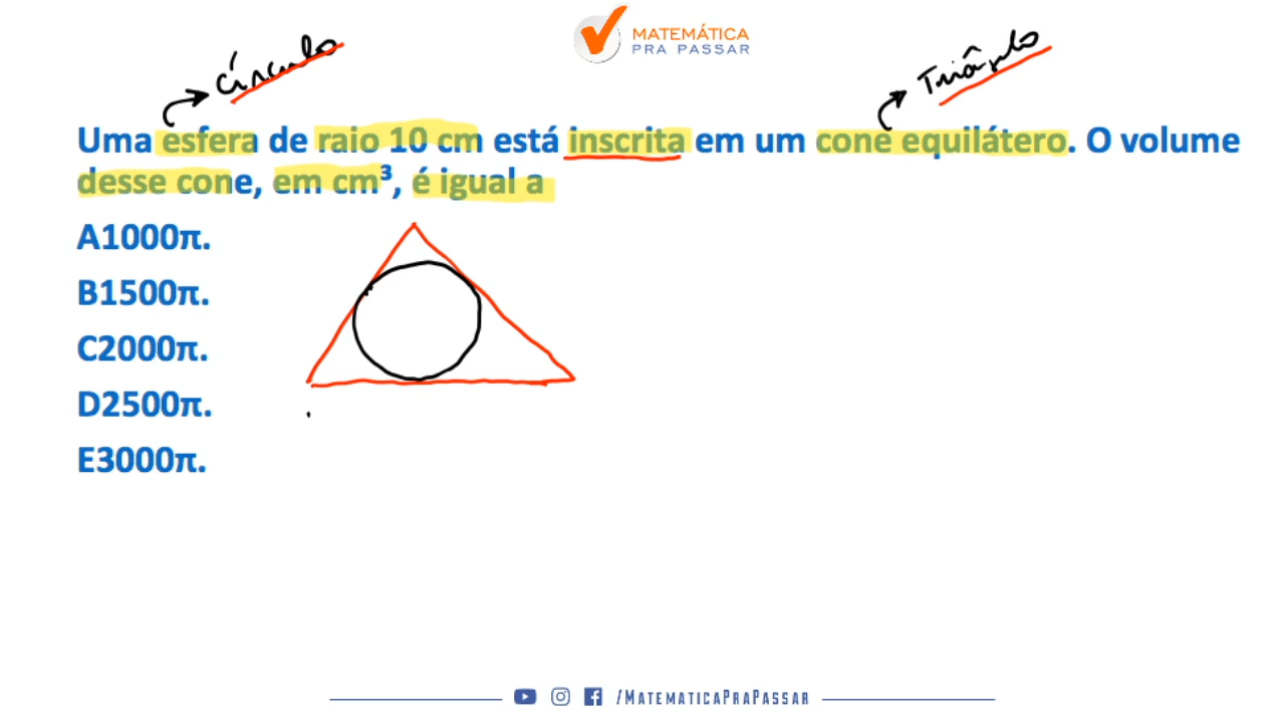 MATEMÁTICA
PRA PASSAR
Círculo
Triângulo
Uma esfera de raio 10 cm está inscrita em um cone equilátero. O volume
desse cone, em cm³, é igual a
A1000π.
B1500π.
C2000π.
D2500π.
E3000π.
/MATEMATICAPRAPASSAR